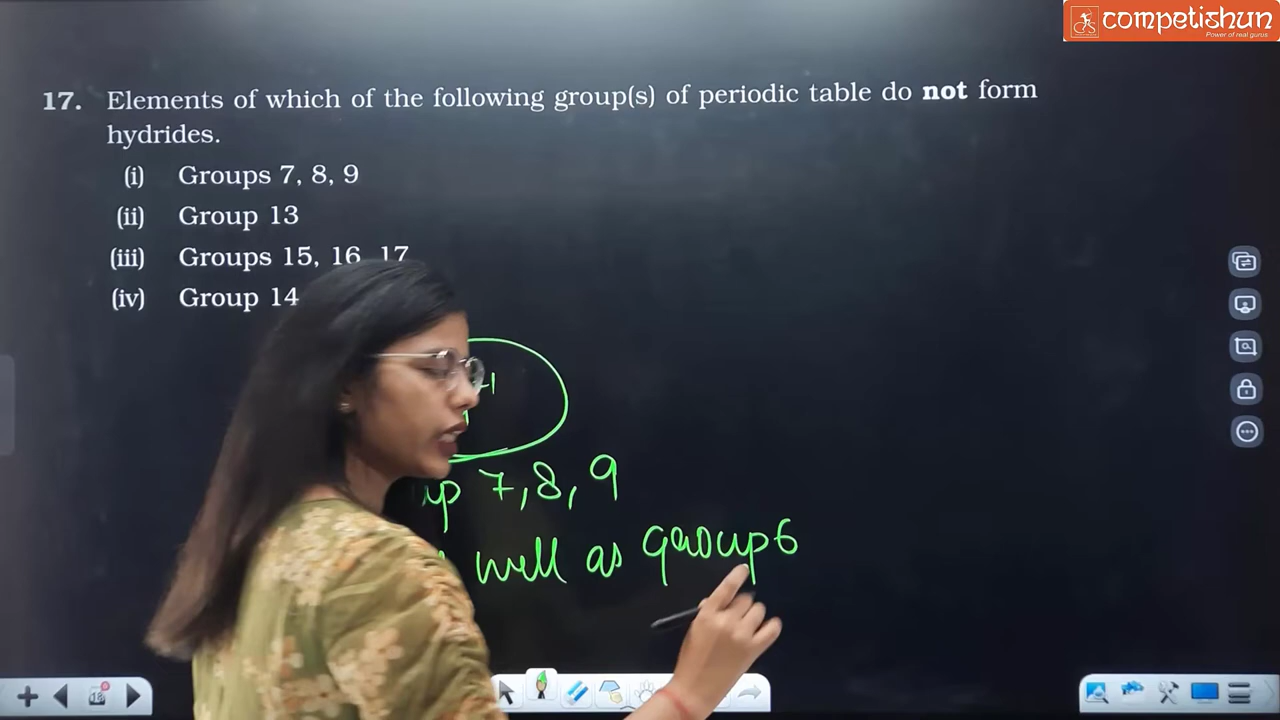 competishun
Power of real gurus.
17. Elements of which of the following group(s) of periodic table do not form
hydrides.
(i) Groups 7, 8, 9
(ii) Group 13
(iii) Groups 15, 16, 17
(iv) Group 14
7, 8, 9
well as group 6
18